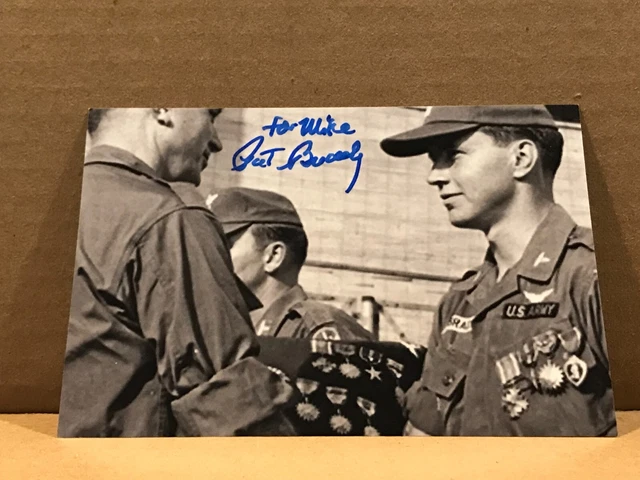 for Mike
Pat Brady
U.S. ARMY